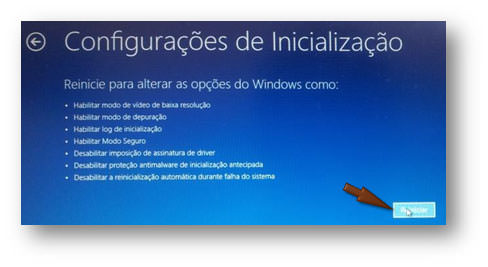 Configurações de Inicialização
Reinicie para alterar as opções do Windows como:
Habilitar modo de vídeo de baixa resolução
Habilitar modo de depuração
Habilitar log de inicialização
Habilitar Modo Seguro
Desabilitar imposição de assinatura de driver
Desabilitar proteção antimalware de inicialização antecipada
Desabilitar a reinicialização automática durante falha do sistema